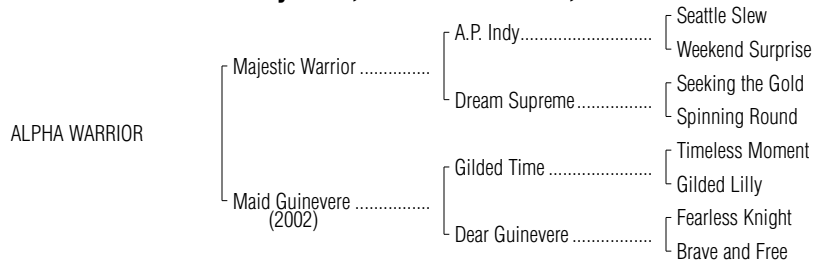 Seattle Slew
A.P. Indy..............................
Weekend Surprise
Majestic Warrior ................
Seeking the Gold
Dream Supreme.................
Spinning Round
ALPHA WARRIOR
Timeless Moment
Gilded Time .......................
Gilded Lilly
Maid Guinevere .................
(2002)
Fearless Knight
Dear Guinevere ..................
Brave and Free